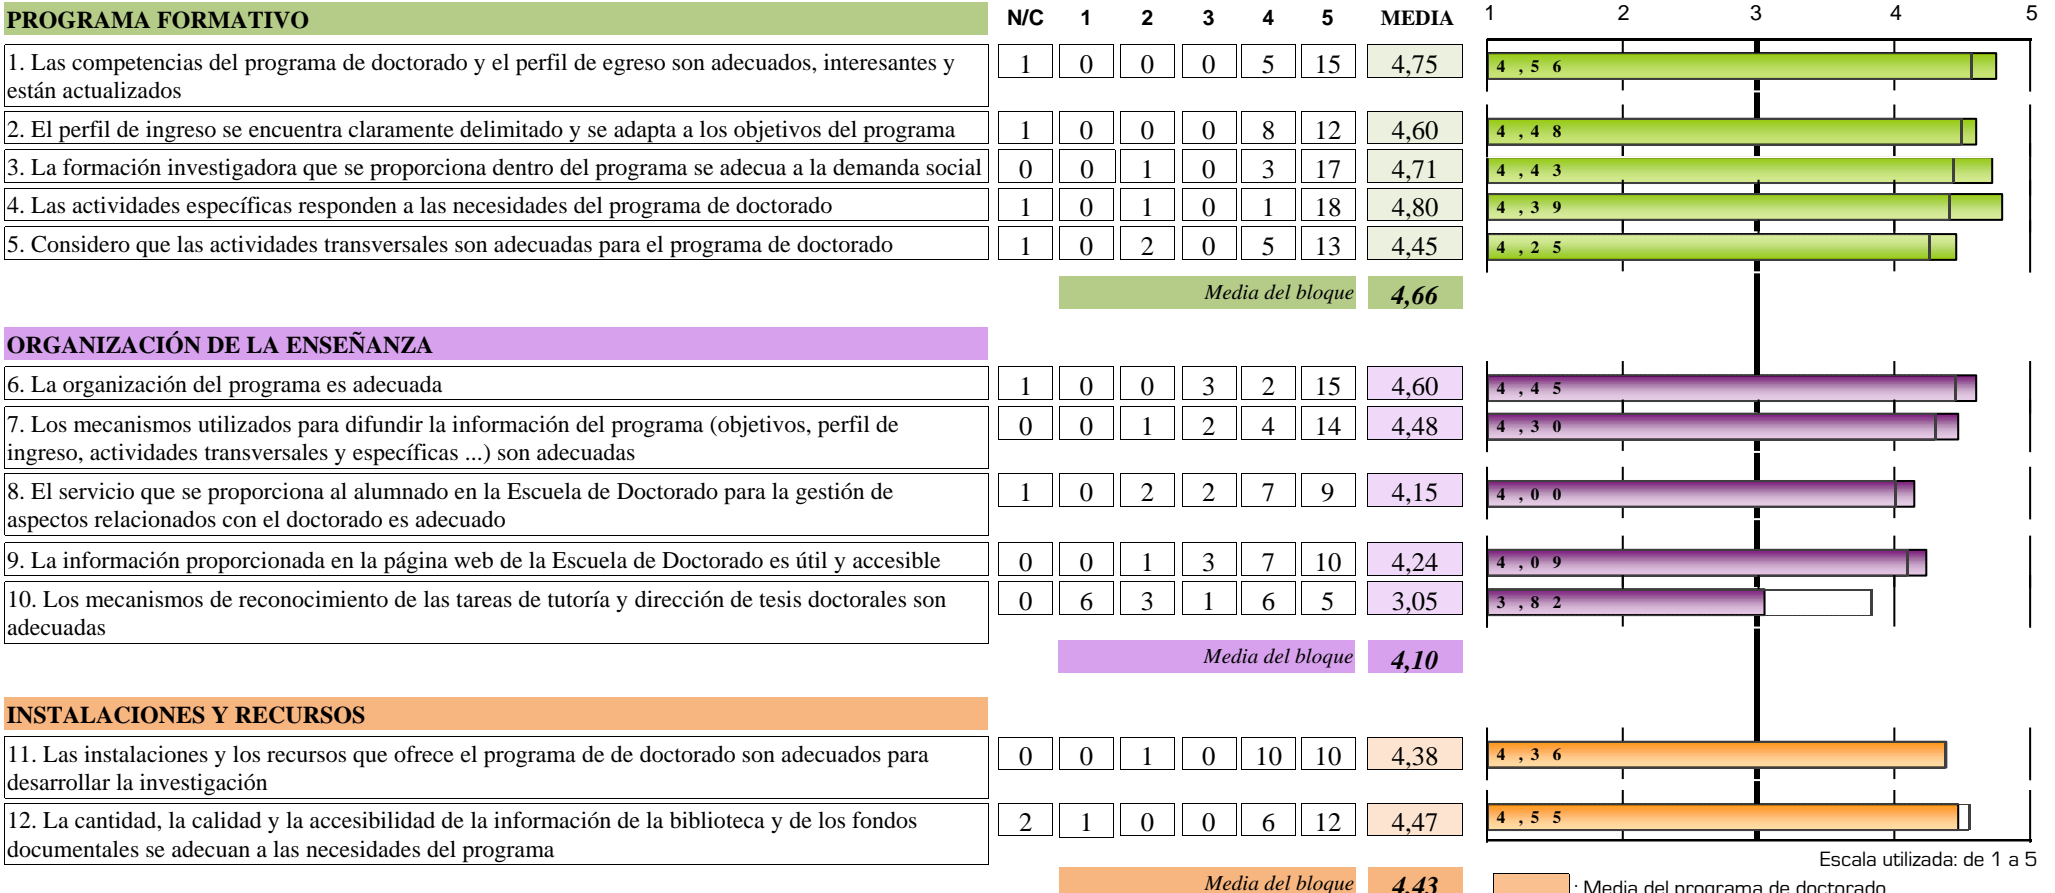 PROGRAMA FORMATIVO N/C 1 2 3 4 5 MEDIA 1 2 3 4 5
1. Las competencias del programa de doctorado y el perfil de egreso son adecuados, interesantes y 1 0 0 0 5 15 4,75 4,56
están actualizados
2. El perfil de ingreso se encuentra claramente delimitado y se adapta a los objetivos del programa 1 0 0 0 8 12 4,60 4,48
3. La formación investigadora que se proporciona dentro del programa se adecua a la demanda social 0 0 1 0 3 17 4,71 4,43
4. Las actividades específicas responden a las necesidades del programa de doctorado 1 0 1 0 1 18 4,80 4,39
5. Considero que las actividades transversales son adecuadas para el programa de doctorado 1 0 2 0 5 13 4,45 4,25
Media del bloque 4,66
ORGANIZACIÓN DE LA ENSEÑANZA
6. La organización del programa es adecuada 1 0 0 3 2 15 4,60 4,45
7. Los mecanismos utilizados para difundir la información del programa (objetivos, perfil de 0 0 1 2 4 14 4,48 4,30
ingreso, actividades transversales y específicas ...) son adecuadas
8. El servicio que se proporciona al alumnado en la Escuela de Doctorado para la gestión de 1 0 2 2 7 9 4,15 4,00
aspectos relacionados con el doctorado es adecuado
9. La información proporcionada en la página web de la Escuela de Doctorado es útil y accesible 0 0 1 3 7 10 4,24 4,09
10. Los mecanismos de reconocimiento de las tareas de tutoría y dirección de tesis doctorales son 0 6 3 1 6 5 3,05 3,82
adecuadas
Media del bloque 4,10
INSTALACIONES Y RECURSOS
11. Las instalaciones y los recursos que ofrece el programa de de doctorado son adecuados para 0 0 1 0 10 10 4,38 4,36
desarrollar la investigación
12. La cantidad, la calidad y la accesibilidad de la información de la biblioteca y de los fondos 2 1 0 0 6 12 4,47 4,55
documentales se adecuan a las necesidades del programa
Escala utilizada: de 1 a 5
Media del bloque 4,43 : Media del programa de doctorado